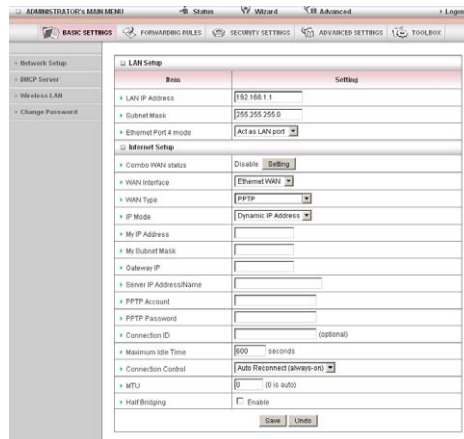 ADMINISTRATOR's MAIN MENU Status Wizard Advanced Logout
BASIC SETTINGS FORWARDING RULES SECURITY SETTINGS ADVANCED SETTINGS TOOLBOX
Network Setup
DHCP Server
Wireless LAN
Change Password
LAN Setup
Item Setting
LAN IP Address 192.168.1.1
Subnet Mask 255.255.255.0
Ethernet Port 4 mode Act as LAN port
Internet Setup
Combo WAN status Disable Setting
WAN Interface Ethernet WAN
WAN Type PPTP
IP Mode Dynamic IP Address
My IP Address
My Subnet Mask
Gateway IP
Server IP Address/Name
PPTP Account
PPTP Password
Connection ID (optional)
Maximum Idle Time 600 seconds
Connection Control Auto Reconnect (always-on)
MTU 0 (0 is auto)
Half Bridging Enable
Save Undo